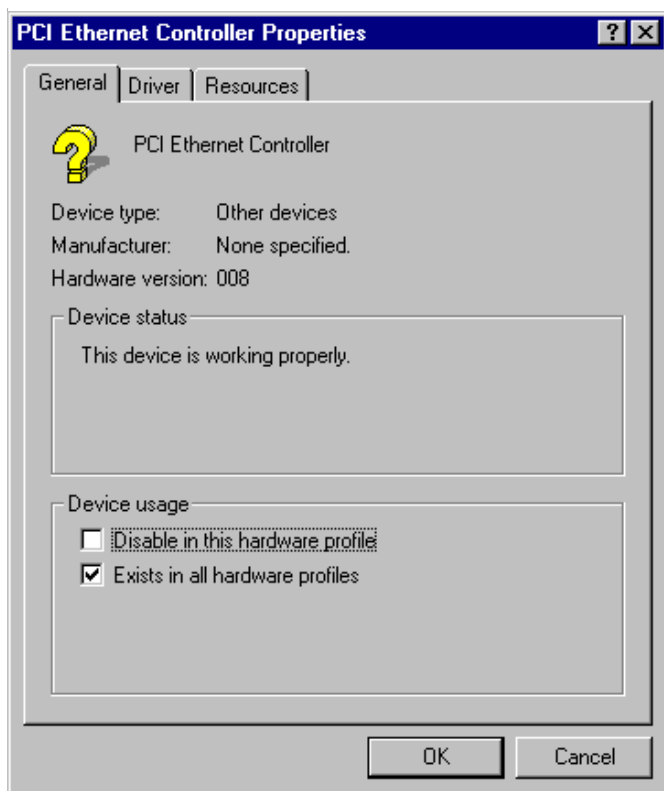 PCI Ethernet Controller Properties
General Driver Resources
PCI Ethernet Controller
Device type: Other devices
Manufacturer: None specified.
Hardware version: 008
Device status
This device is working properly.
Device usage
Disable in this hardware profile
Exists in all hardware profiles
OK Cancel